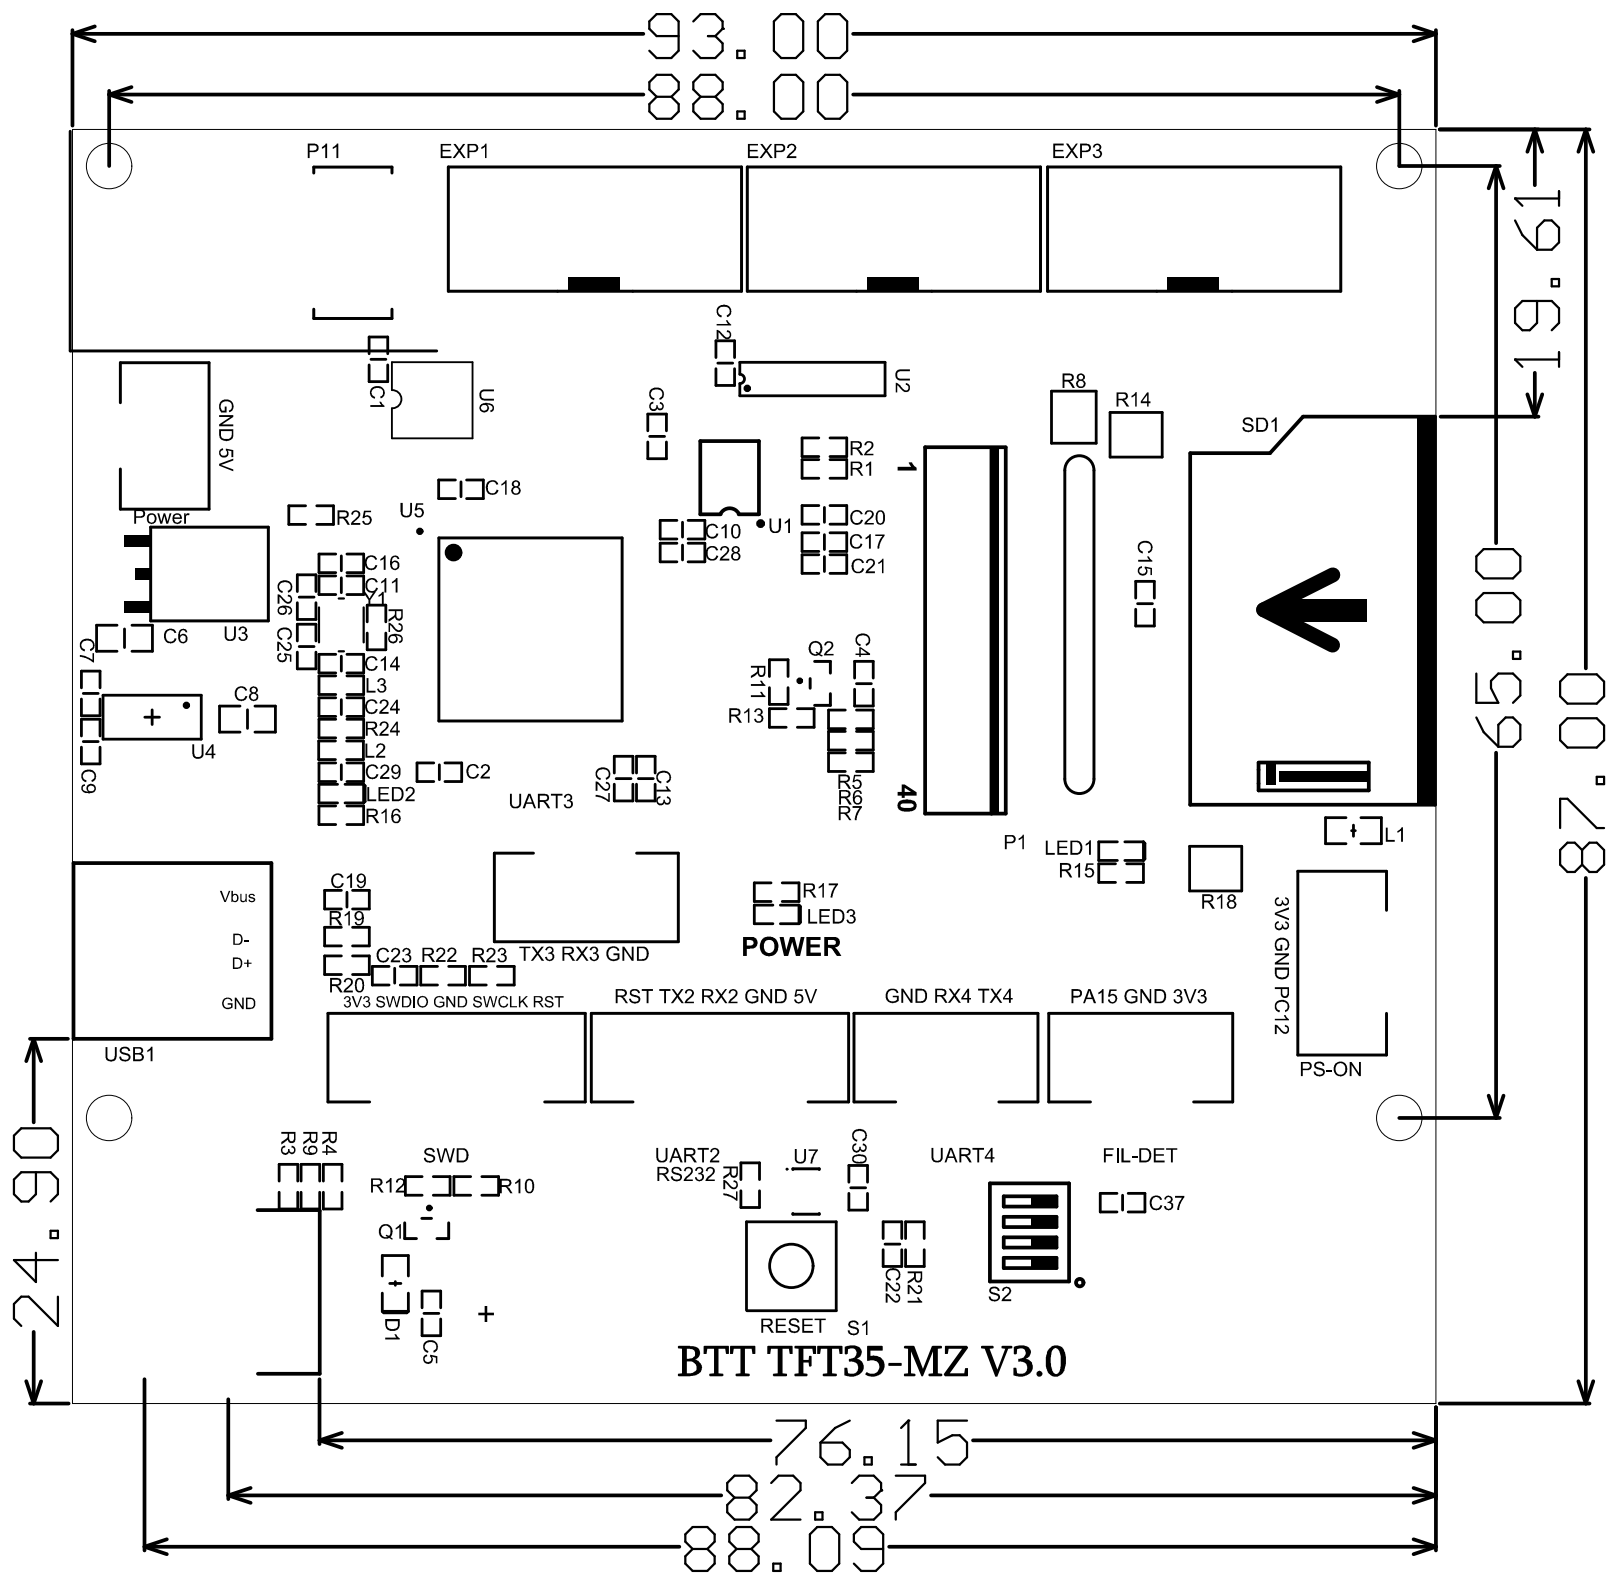 93.00
88.00
P11
EXP1
EXP2
EXP3
19.61
C12
C1
U6
U2
C3
R8
R14
SD1
GND 5V
R2
R1
1
C18
Power
R25
U5
C10
U1
C20
C28
C17
C21
C16
C11
Y1
C26
R26
C25
C15
65.00
87.00
C7
C6
U3
C14
L3
C24
R24
L2
C29
LED2
R16
C8
U4
C9
C2
Q2
C4
R11
R13
R5
R6
R7
40
C27
C13
UART3
P1
LED1
R15
L1
R18
C19
Vbus
R19
D-
D+
R20
GND
USB1
C23
R22
R23
TX3 RX3 GND
R17
LED3
POWER
3V3 GND PC12
PS-ON
3V3 SWDIO GND SWCLK RST
RST TX2 RX2 GND 5V
GND RX4 TX4
PA15 GND 3V3
24.90
R3
R9
R4
SWD
UART2
RS232
U7
C30
UART4
FIL-DET
R12
R10
R27
C37
Q1
C22
R21
S2
D1
C5
+
RESET
S1
BTT TFT35-MZ V3.0
76.15
82.37
88.09